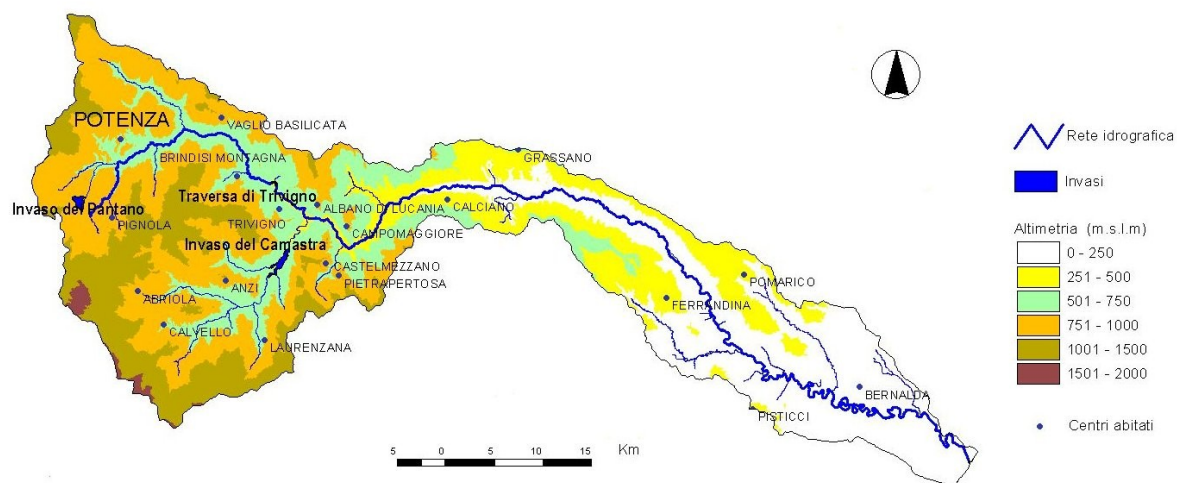 POTENZA
VAGLIO BASILICATA
BRINDISI MONTAGNA
Traversa di Trivigno
Invaso del Pantano
PIGNOLA
TRIVIGNO
ALBANO DI LUCANIA
CAMPOMAGGIORE
Invaso del Camastra
CASTELMEZZANO
PIETRAPERTOSA
ANZI
ABRIOLA
CALVELLO
LAURENZANA
GRASSANO
CALCIANO
POMARICO
FERRANDINA
BERNALDA
PISTICCI
5 0 5 10 15 Km
Rete idrografica
Invasi
Altimetria (m.s.l.m)
0 - 250
251 - 500
501 - 750
751 - 1000
1001 - 1500
1501 - 2000
Centri abitati